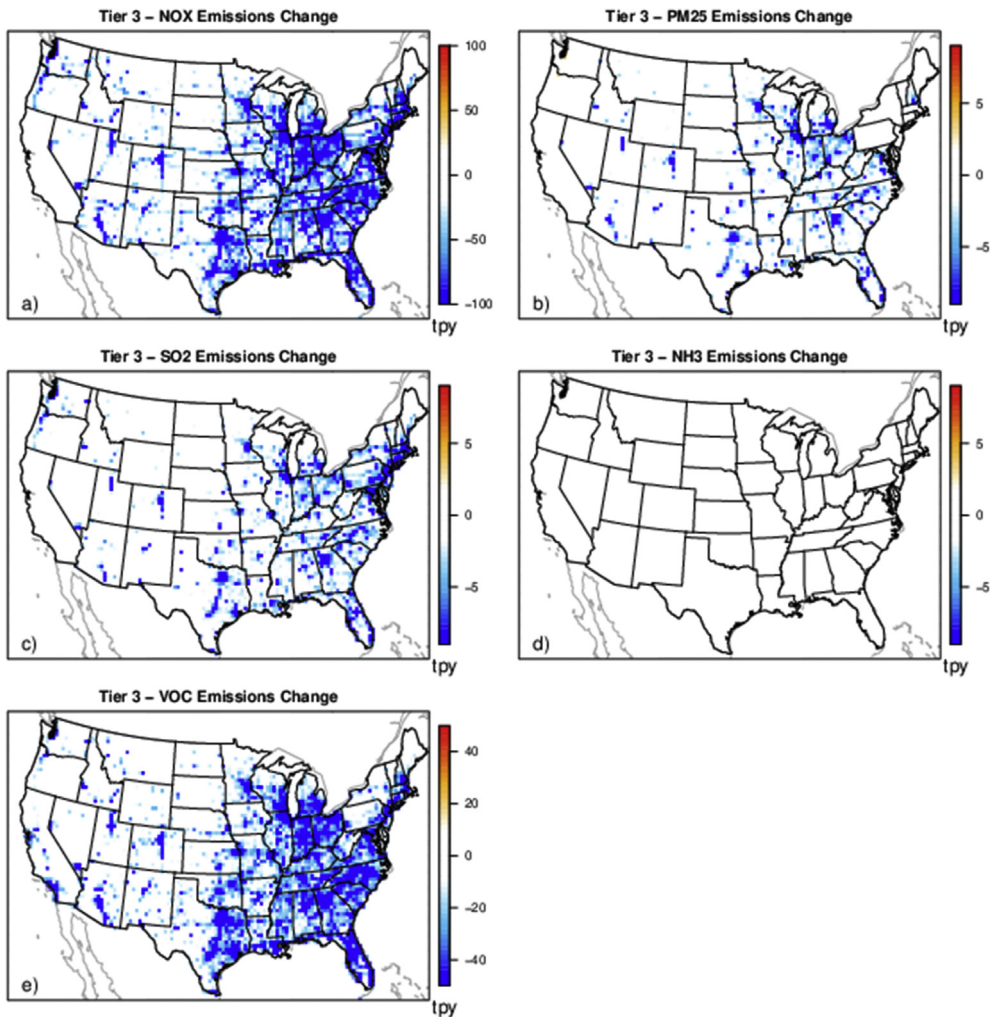 Tier 3 – NOX Emissions Change
100
50
0
−50
−100
a)
tpy
Tier 3 – PM25 Emissions Change
5
0
−5
b)
tpy
Tier 3 – SO2 Emissions Change
5
0
−5
c)
tpy
Tier 3 – NH3 Emissions Change
5
0
−5
d)
tpy
Tier 3 – VOC Emissions Change
40
20
0
−20
−40
e)
tpy